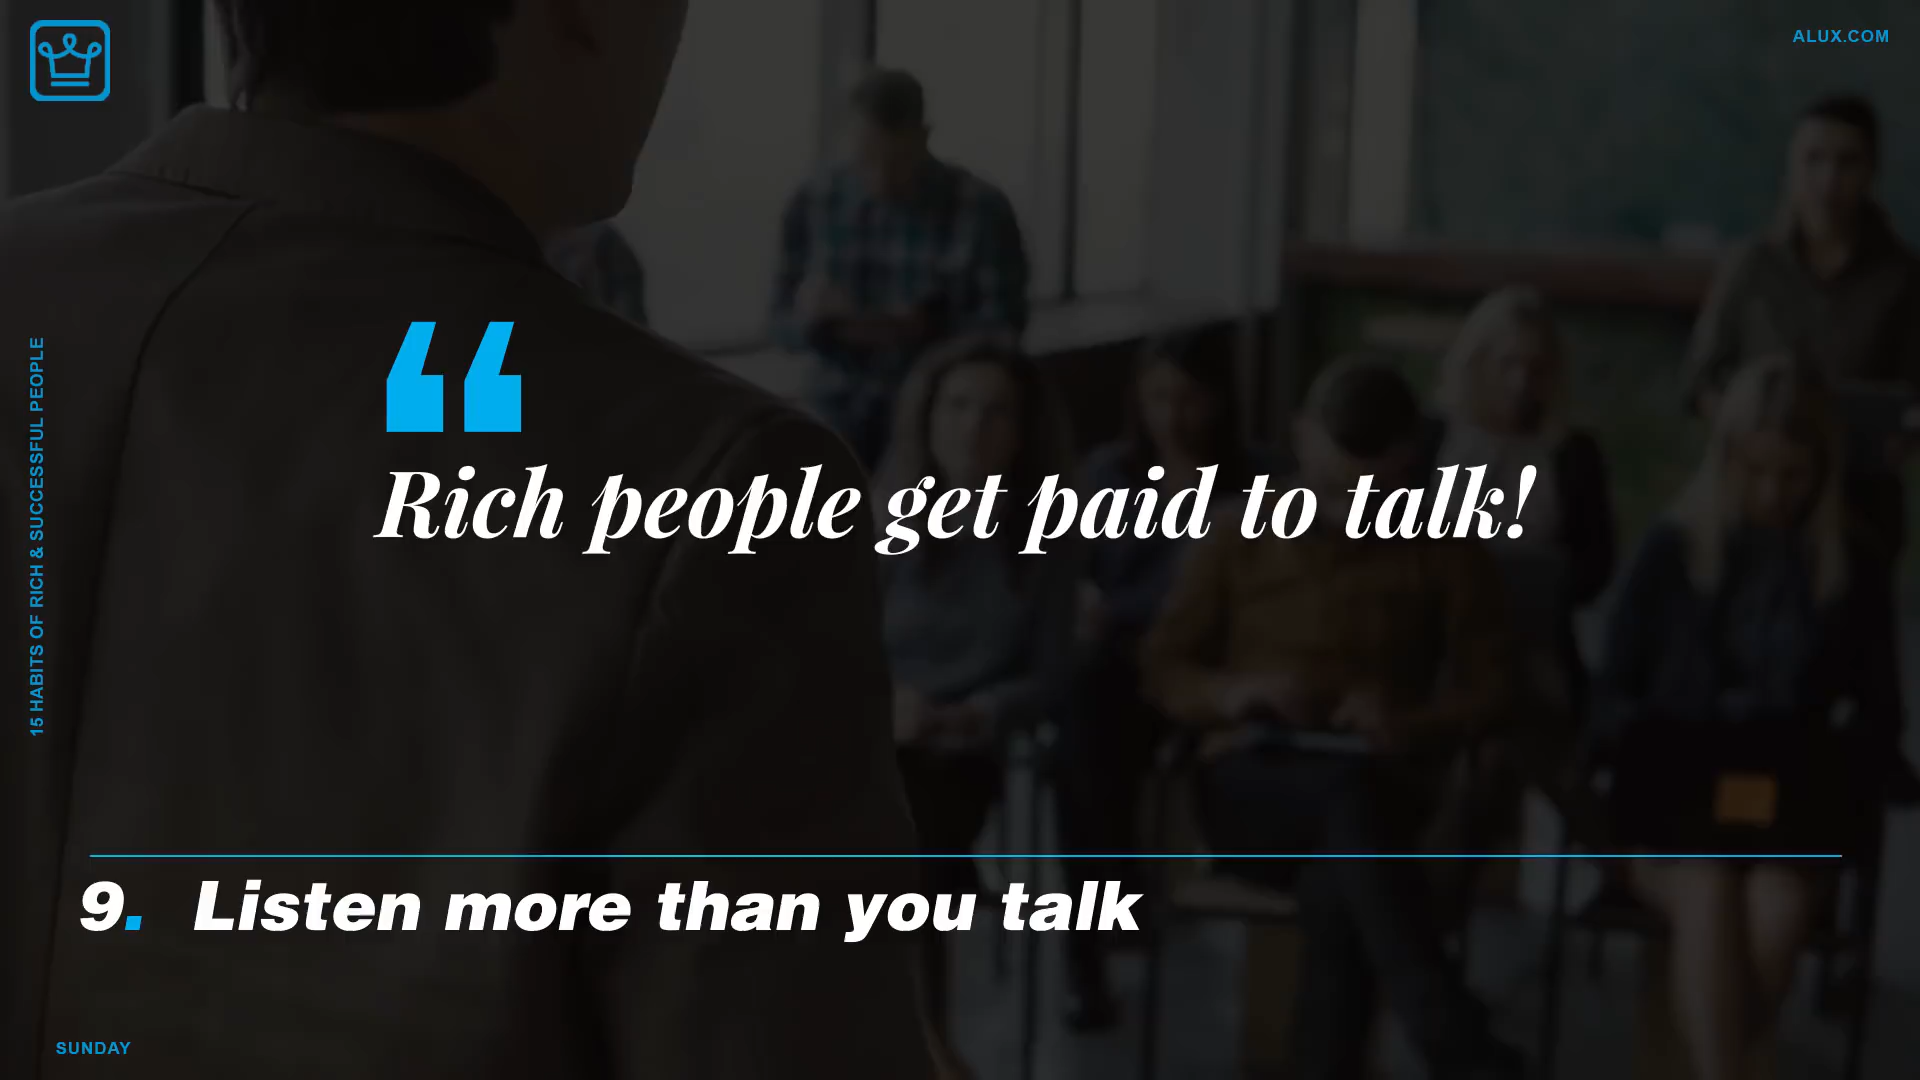 ALUX.COM
15 HABITS OF RICH & SUCCESSFUL PEOPLE
“
Rich people get paid to talk!
9. Listen more than you talk
SUNDAY